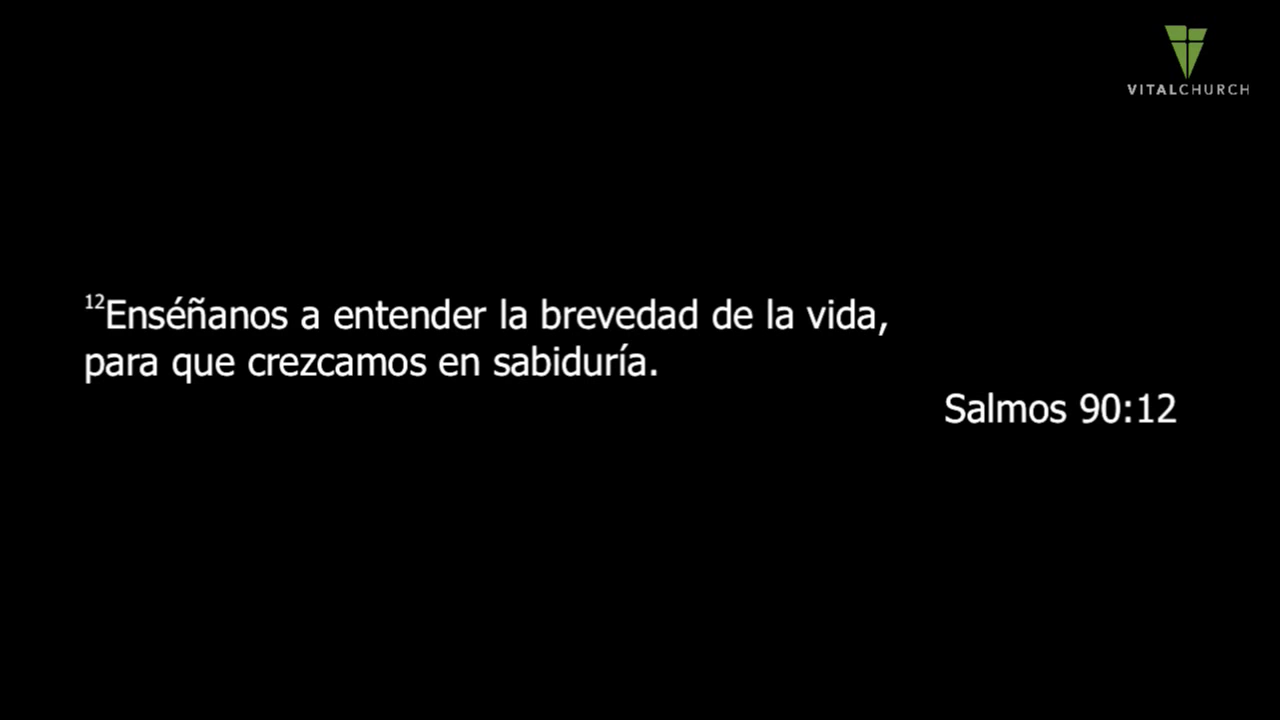 VITALCHURCH
¹²Enséñanos a entender la brevedad de la vida,
para que crezcamos en sabiduría.
Salmos 90:12